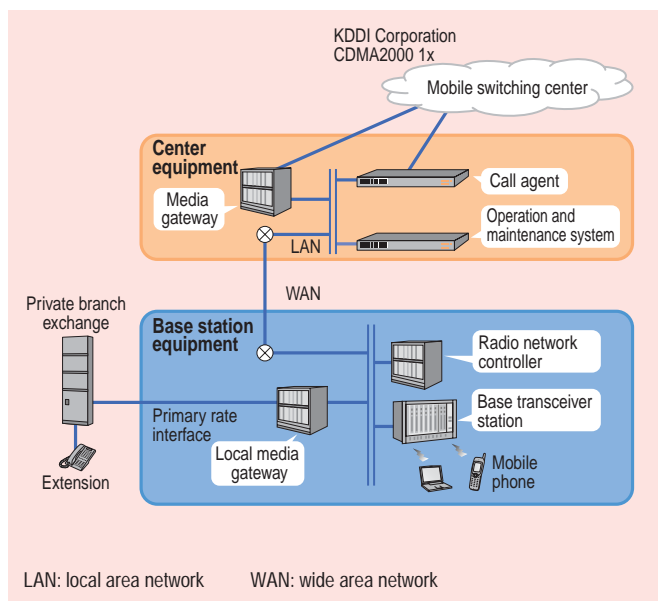 KDDI Corporation
CDMA2000 1x
Mobile switching center
Center
equipment
Media
gateway
Call agent
Operation and
maintenance system
LAN
WAN
Private branch
exchange
Base station
equipment
Radio network
controller
Primary rate
interface
Base transceiver
station
Local media
gateway
Mobile
phone
Extension
LAN: local area network WAN: wide area network